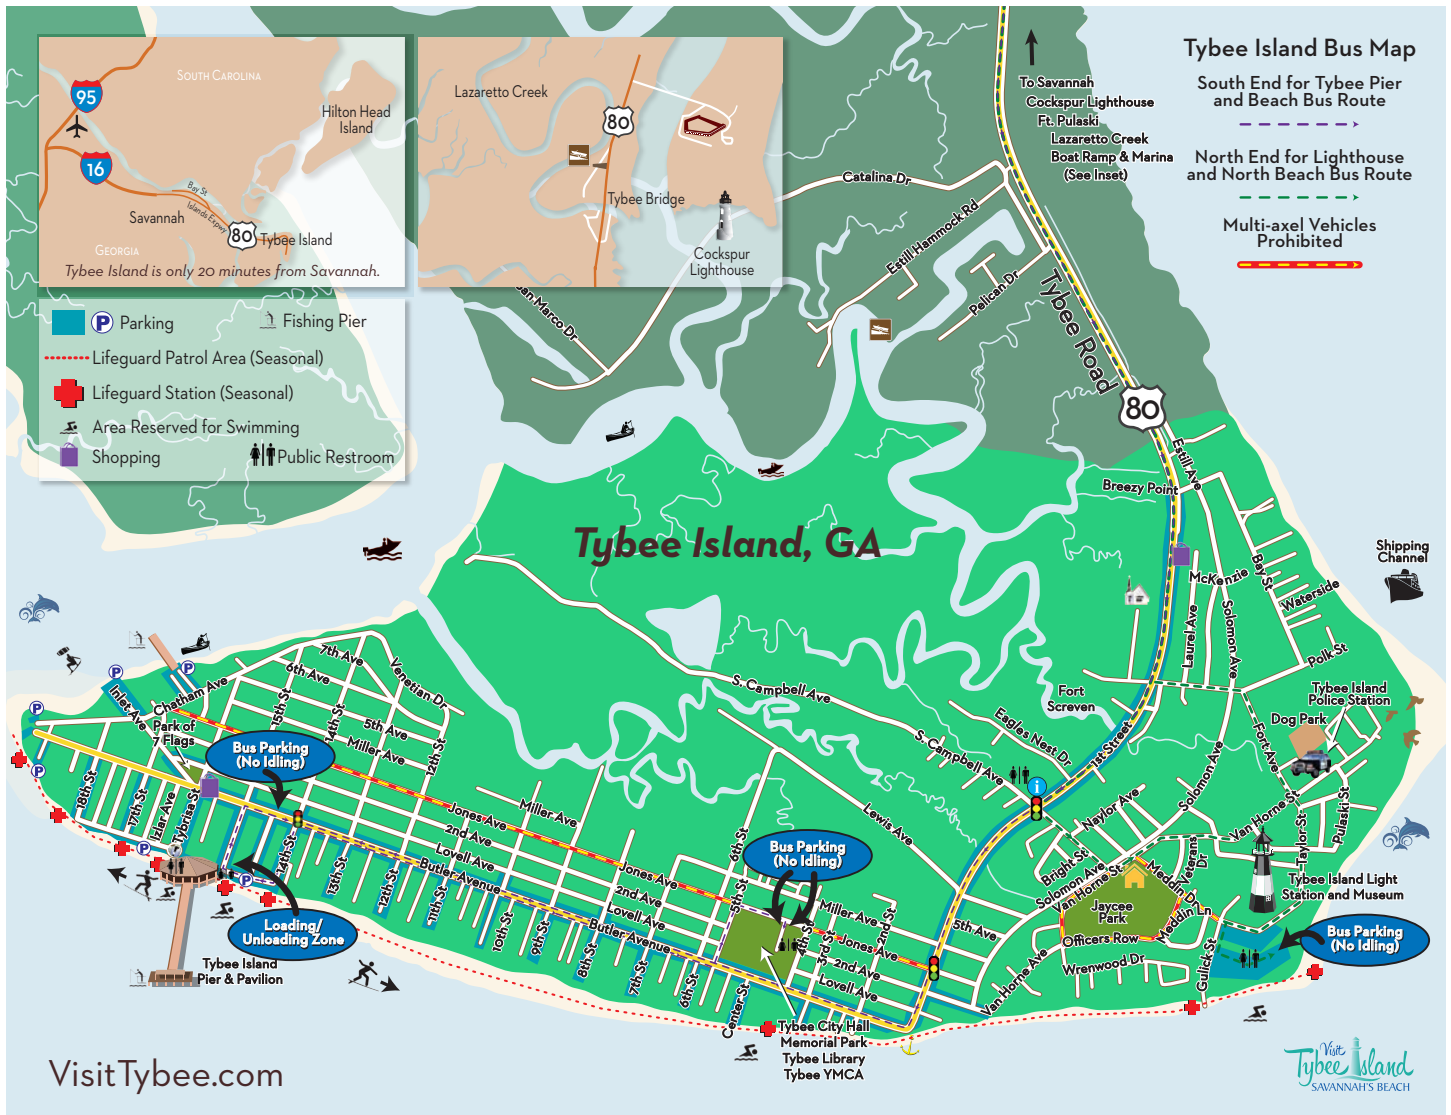 Tybee Island Bus Map
South End for Tybee Pier
and Beach Bus Route
North End for Lighthouse
and North Beach Bus Route
Multi-axel Vehicles
Prohibited
SOUTH CAROLINA
95
Hilton Head
Island
16
Bay St.
Islands Expwy
Savannah
80
Tybee Island
GEORGIA
Tybee Island is only 20 minutes from Savannah.
Lazaretto Creek
80
Tybee Bridge
Cockspur
Lighthouse
To Savannah
Cockspur Lighthouse
Ft. Pulaski
Lazaretto Creek
Boat Ramp & Marina
(See Inset)
P
Parking
Fishing Pier
Lifeguard Patrol Area (Seasonal)
Lifeguard Station (Seasonal)
Area Reserved for Swimming
Shopping
Public Restroom
Catalina Dr
Estill Hammock Rd
Pelican Dr
San Marco Dr
Tybee Road
80
Estill Ave
Breezy Point
Tybee Island, GA
Shipping
Channel
McKenzie
Bay St
Waterside
Laurel Ave
Solomon Ave
Polk St
Tybee Island
Police Station
Dog Park
Fort
Screven
Fort Ave
S. Campbell Ave
Eagles Nest Dr
S. Campbell Ave
1st Street
i
Solomon Ave
Naylor Ave
Van Horne St
Pulaski St
Taylor St
Lewis Ave
Bright St
Solomon Ave
Van Horne St
Meddin Dr
Veterans
Dr
Meddin Ln
Tybee Island Light
Station and Museum
Jaycee
Park
Officers Row
Wrenwood Dr
Van Horne Ave
Gulick St
Bus Parking
(No Idling)
7th Ave
6th Ave
Venetian Dr
P
P
P
P
P
P
Inlet Ave
Chatham Ave
Park of
7 Flags
15th St
14th St
5th Ave
Miller Ave
12th St
Bus Parking
(No Idling)
18th St
17th St
Izlar Ave
Tybrisa St
14th St
13th St
12th St
11th St
10th St
9th St
8th St
7th St
6th St
Center St
Jones Ave
Miller Ave
2nd Ave
Lovell Ave
Butler Avenue
Jones Ave
2nd Ave
Lovell Ave
Butler Avenue
6th St
5th St
Bus Parking
(No Idling)
Miller Ave
Jones Ave
2nd Ave
Lovell Ave
4th St
3rd St
2nd St
5th Ave
Loading/
Unloading Zone
Tybee Island
Pier & Pavilion
Tybee City Hall
Memorial Park
Tybee Library
Tybee YMCA
VisitTybee.com
Visit
Tybee Island
SAVANNAH'S BEACH